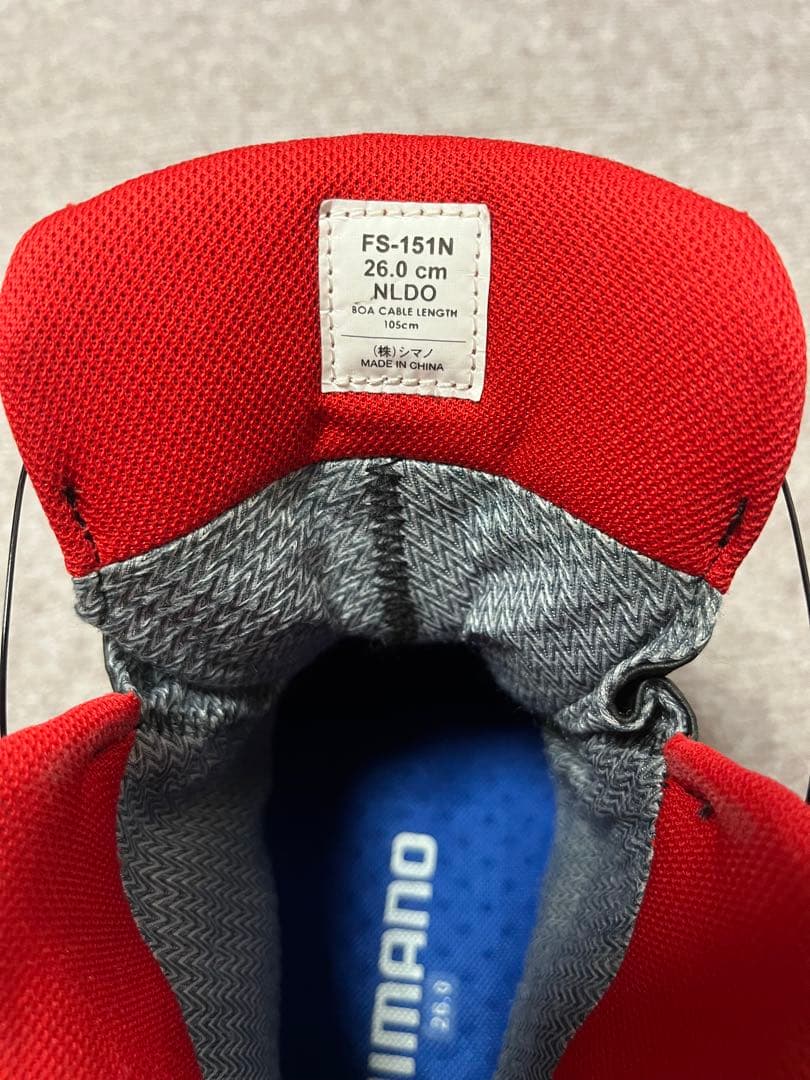 FS-151N
26.0 cm
NLDO
BOA CABLE LENGTH
105cm
(株)シマノ
MADE IN CHINA
IMANO
26.0